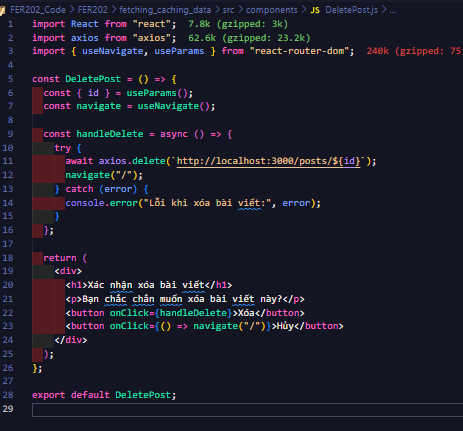 FER202_Code > FER202 > fetching_caching_data > src > components > JS DeletePost.js > ...
1 import React from "react"; 7.8k (gzipped: 3k)
2 import axios from "axios"; 62.6k (gzipped: 23.2k)
3 import { useNavigate, useParams } from "react-router-dom"; 240k (gzipped: 75
4
5 const DeletePost = () => {
6 const { id } = useParams();
7 const navigate = useNavigate();
8
9 const handleDelete = async () => {
10 try {
11 await axios.delete(`http://localhost:3000/posts/${id}`);
12 navigate("/");
13 } catch (error) {
14 console.error("Lỗi khi xóa bài viết:", error);
15 }
16 };
17
18 return (
19 <div>
20 <h1>Xác nhận xóa bài viết</h1>
21 <p>Bạn chắc chắn muốn xóa bài viết này?</p>
22 <button onClick={handleDelete}>Xóa</button>
23 <button onClick={() => navigate("/")}>Hủy</button>
24 </div>
25 );
26 };
27
28 export default DeletePost;
29